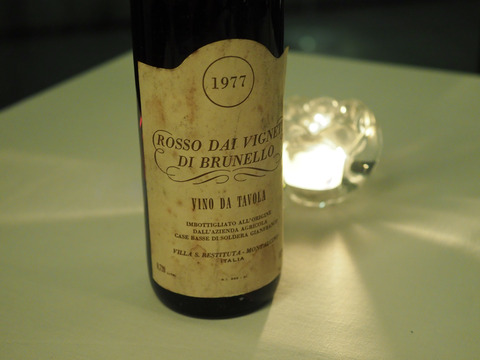 1977
ROSSO DAI VIGNETI
DI BRUNELLO
VINO DA TAVOLA
IMBOTTIGLIATO ALL'ORIGINE
DALL'AZIENDA AGRICOLA
CASE BASSE DI SOLDERA GIANFRANCO
VILLA S. RESTITUTA - MONTALCINO
ITALIA